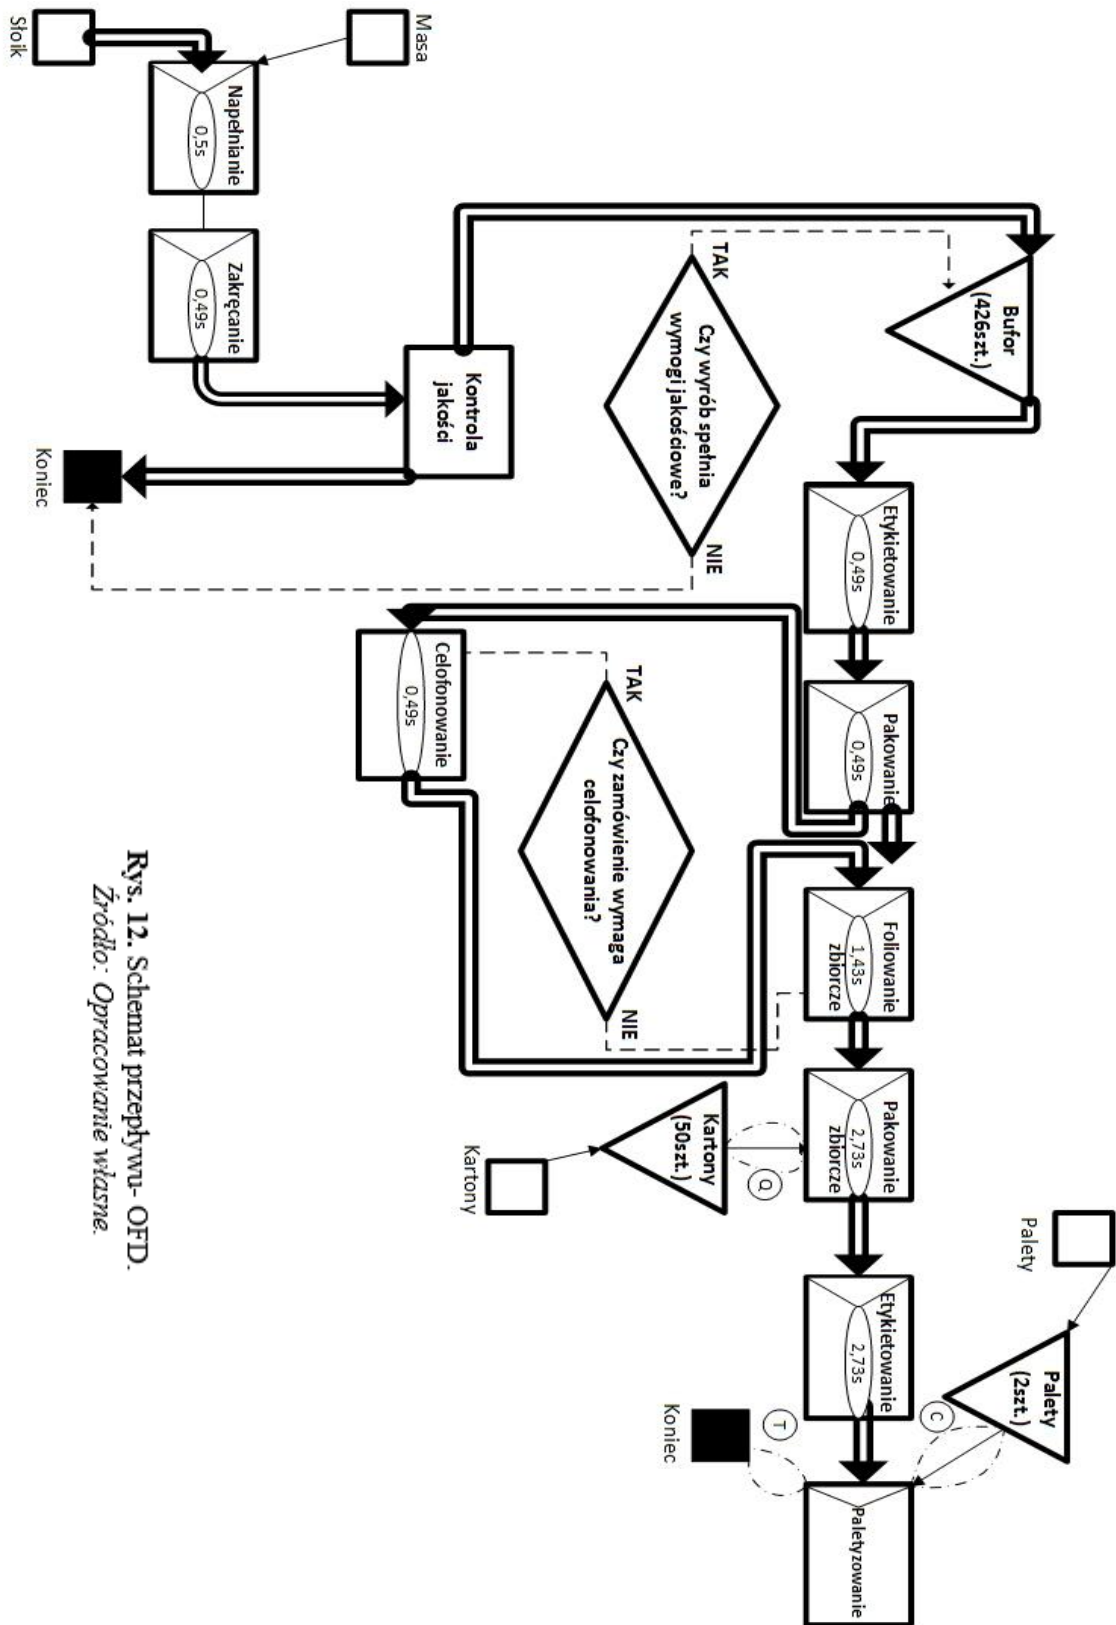 Palety
Palety
(2szt.)
C
Bufor
(426szt.)
Etykietowanie
0,49s
Pakowanie
0,49s
Foliowanie
1,43s
zbiorcze
Pakowanie
2,73s
zbiorcze
Etykietowanie
2,73s
Paletyzowanie
T
Koniec
TAK
Czy wyrób spełnia
wymogi jakościowe?
NIE
TAK
Czy zamówienie wymaga
celofonowania?
NIE
Kartony
(50szt.)
Q
Kartony
Masa
Kontrola
jakości
Celofonowanie
0,49s
Napełnianie
0,5s
Zakręcanie
0,49s
Słoik
Koniec
Rys. 12. Schemat przepływu- OFD.
Źródło: Opracowanie własne.